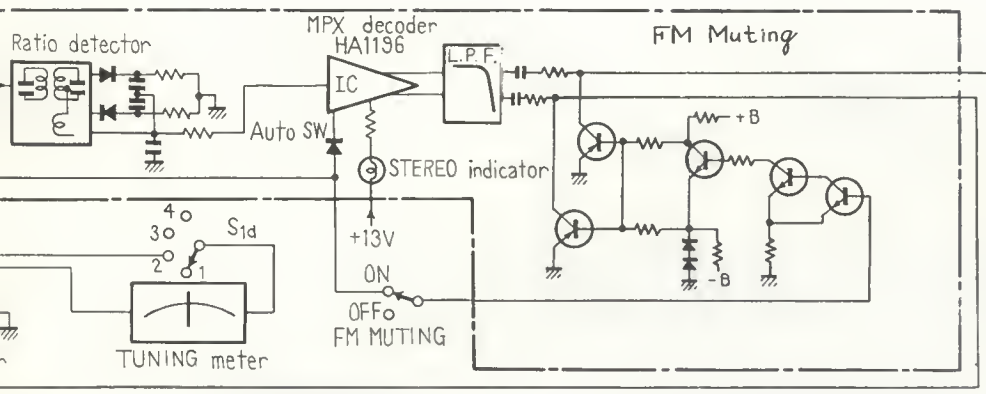 MPX decoder
HA1196
FM Muting
Ratio detector
L.P.F.
IC
+B
Auto SW
STEREO indicator
4
3
S1d
2
1
+13V
ON
-B
OFF
FM MUTING
TUNING meter